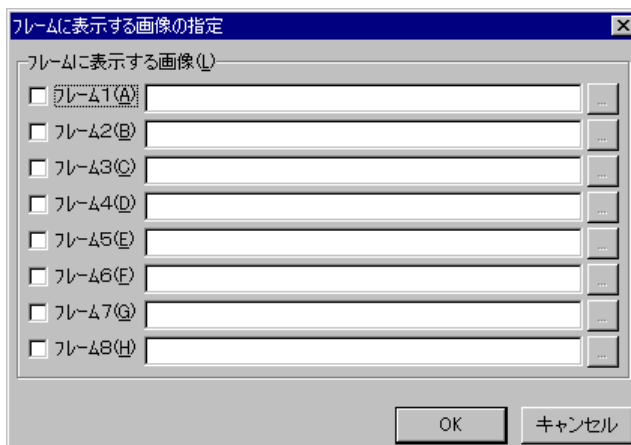 フレームに表示する画像の指定
フレームに表示する画像(L)
フレーム1(A)
...
フレーム2(B)
...
フレーム3(C)
...
フレーム4(D)
...
フレーム5(E)
...
フレーム6(F)
...
フレーム7(G)
...
フレーム8(H)
...
OK
キャンセル